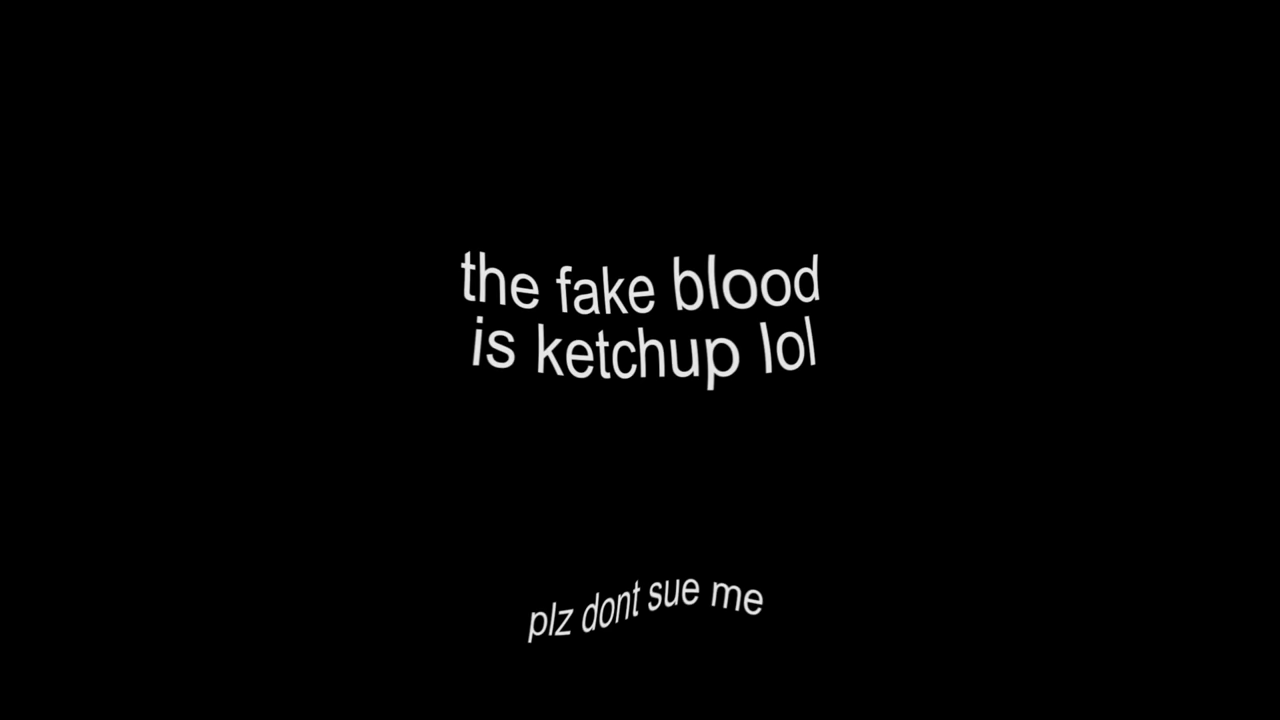 the fake blood
is ketchup lol
plz dont sue me